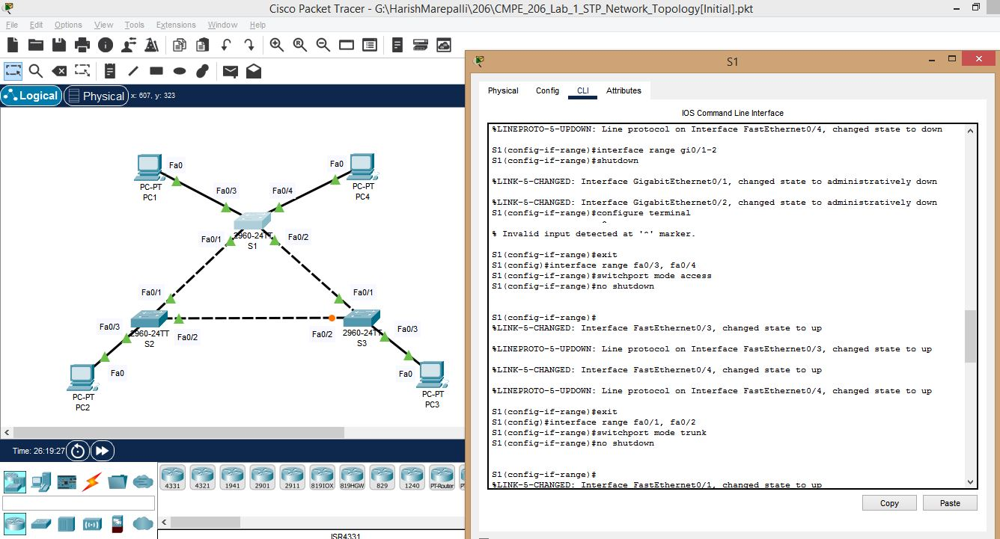 Cisco Packet Tracer - G:\HarishMarepalli\206\CMPE_206_Lab_1_STP_Network_Topology[Initial].pkt
File Edit Options View Tools Extensions Window Help
Logical Physical x: 607, y: 323
Fa0
PC-PT
PC1
Fa0
PC-PT
PC4
Fa0/3
Fa0/4
Fa0/1
2960-24TT
S1
Fa0/2
Fa0/1
Fa0/1
Fa0/3
2960-24TT
S2
Fa0/2
Fa0/2
2960-24TT
S3
Fa0/3
Fa0
PC-PT
PC2
Fa0
PC-PT
PC3
Time: 26:19:27
4331 4321 1941 2901 2911 819IOX 819HGW 829 1240 PT-Router
ISR4331
S1
Physical Config CLI Attributes
IOS Command Line Interface
%LINEPROTO-5-UPDOWN: Line protocol on Interface FastEthernet0/4, changed state to down
S1(config-if-range)#interface range gi0/1-2
S1(config-if-range)#shutdown
%LINK-5-CHANGED: Interface GigabitEthernet0/1, changed state to administratively down
%LINK-5-CHANGED: Interface GigabitEthernet0/2, changed state to administratively down
S1(config-if-range)#configure terminal
^
% Invalid input detected at '^' marker.
S1(config-if-range)#exit
S1(config)#interface range fa0/3, fa0/4
S1(config-if-range)#switchport mode access
S1(config-if-range)#no shutdown
S1(config-if-range)#
%LINK-5-CHANGED: Interface FastEthernet0/3, changed state to up
%LINEPROTO-5-UPDOWN: Line protocol on Interface FastEthernet0/3, changed state to up
%LINK-5-CHANGED: Interface FastEthernet0/4, changed state to up
%LINEPROTO-5-UPDOWN: Line protocol on Interface FastEthernet0/4, changed state to up
S1(config-if-range)#exit
S1(config)#interface range fa0/1, fa0/2
S1(config-if-range)#switchport mode trunk
S1(config-if-range)#no shutdown
S1(config-if-range)#
%LINK-5-CHANGED: Interface FastEthernet0/1, changed state to up
Copy Paste